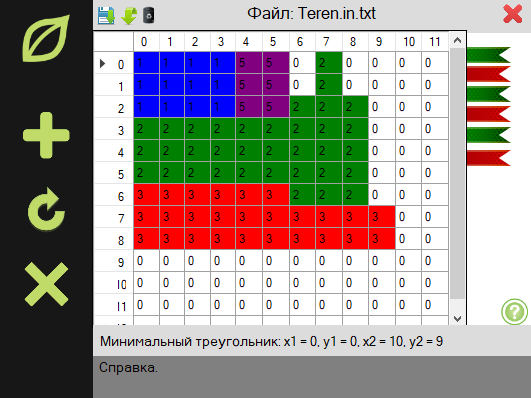 Файл: Teren.in.txt
0 1 2 3 4 5 6 7 8 9 10 11
0 1 1 1 1 5 5 0 2 0 0 0 0
1 1 1 1 1 5 5 0 2 0 0 0 0
2 1 1 1 1 5 5 2 2 2 0 0 0
3 2 2 2 2 2 2 2 2 2 0 0 0
4 2 2 2 2 2 2 2 2 2 0 0 0
5 2 2 2 2 2 2 2 2 2 0 0 0
6 3 3 3 3 3 3 2 2 2 0 0 0
7 3 3 3 3 3 3 3 3 3 3 0 0
8 3 3 3 3 3 3 3 3 3 3 0 0
9 0 0 0 0 0 0 0 0 0 0 0 0
10 0 0 0 0 0 0 0 0 0 0 0 0
11 0 0 0 0 0 0 0 0 0 0 0 0
?
Минимальный треугольник: x1 = 0, y1 = 0, x2 = 10, y2 = 9
Справка.